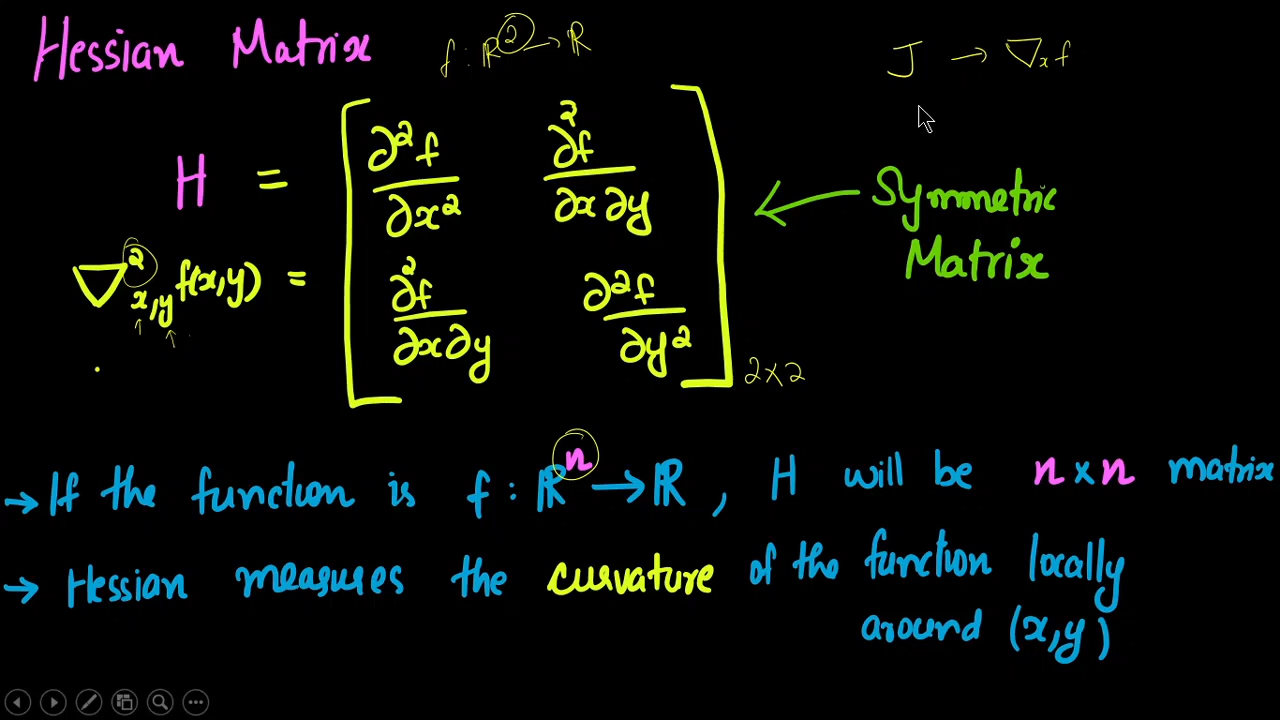 Hessian Matrix
f : ℝ² → ℝ
J → ∇ₓ f
H = [ ∂²f/∂x² ∂²f/∂x∂y
∇²ₓ,ᵧ f(x,y) = ∂²f/∂x∂y ∂²f/∂y² ] 2×2
← Symmetric
Matrix
→ If the function is f : ℝⁿ → ℝ , H will be n×n matrix
→ Hessian measures the curvature of the function locally
around (x,y)